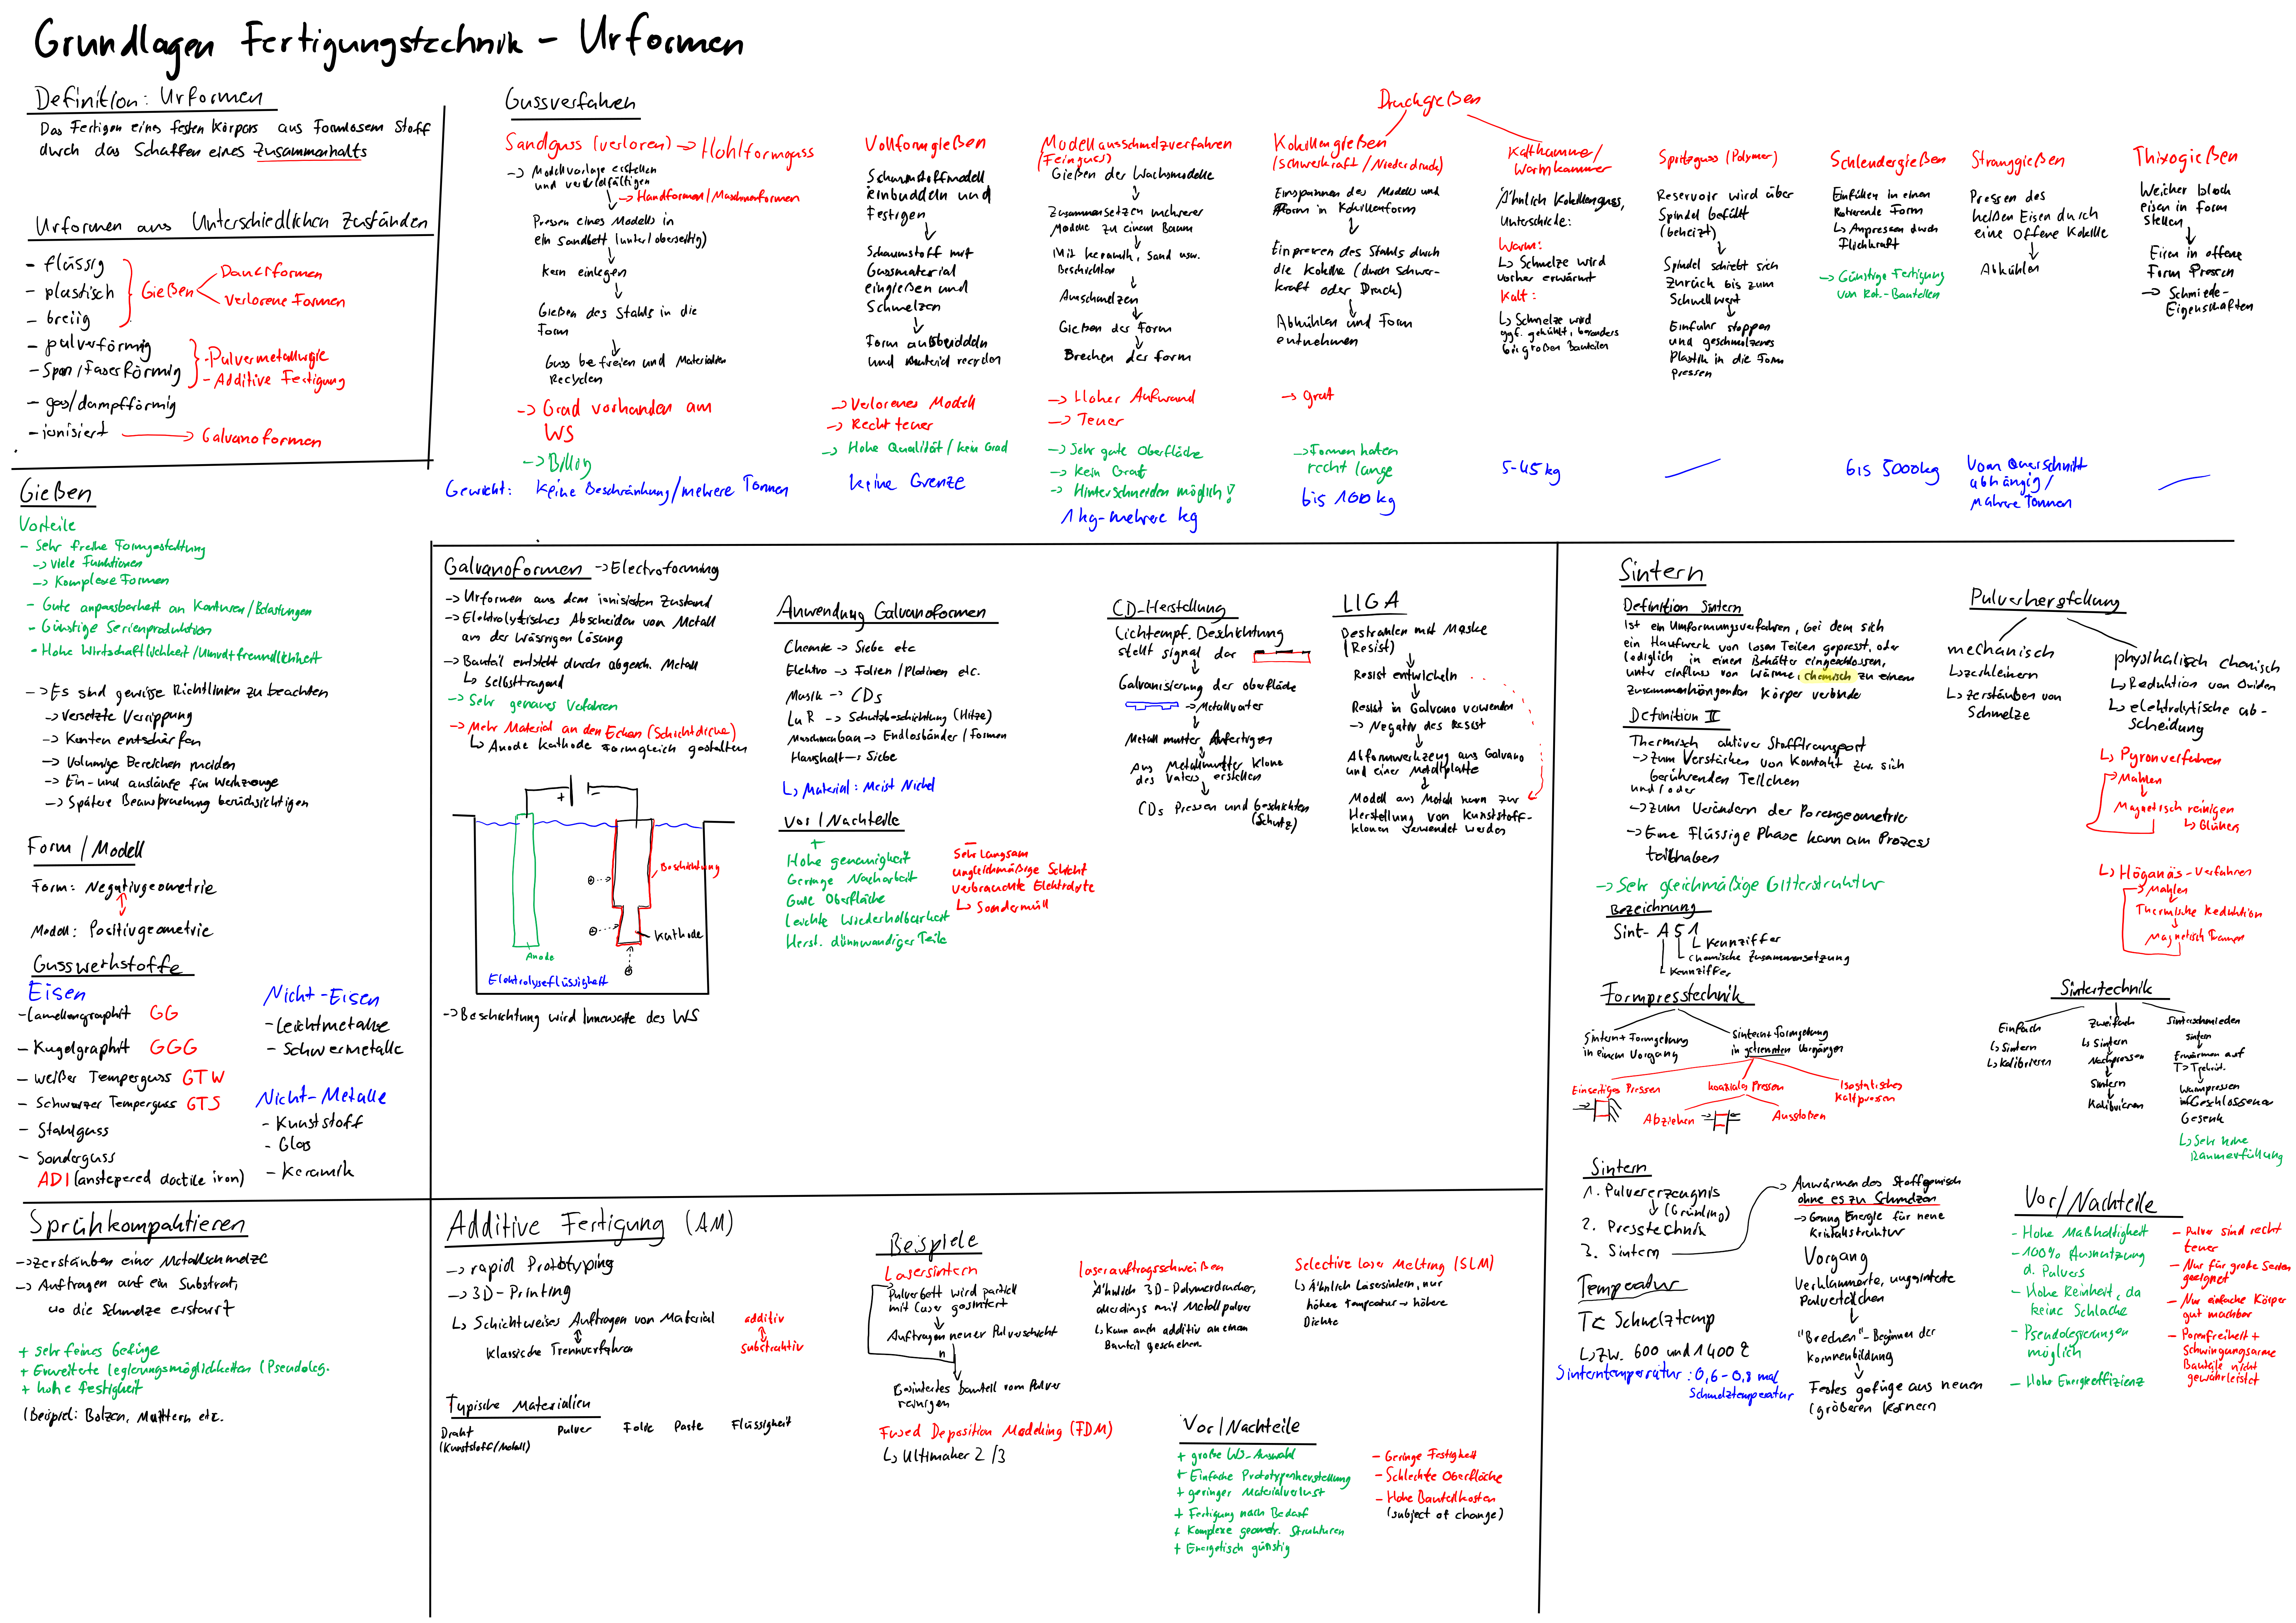 Grundlagen Fertigungstechnik - Urformen
Definition: Urformen
Das Fertigen eines festen Körpers aus Formlosem Stoff
durch das Schaffen eines Zusammenhalts
Urformen aus Unterschiedlichen Zuständen
- flüssig
- plastisch
- breiig
Gießen
Dauerformen
verlorene Formen
- pulverförmig
- Span/Faserförmig
- Pulvermetallurgie
- Additive Fertigung
- gas/dampfförmig
- ionisiert → Galvanoformen
Gussverfahren
Sandguss (verloren) → Hohlformguss
-> Modellvorlage erstellen
und vervielfältigen
-> Handformen/Maschinenformen
Pressen eines Modells in
ein Sandbett (unter/oberseitig)
Kern einlegen
Gießen des Stahls in die
Form
Guss befreien und Materialien
Recyclen
-> Grad vorhanden am
WS
-> Billig
Gewicht: keine Beschränkung/mehrere Tonnen
Vollformgießen
Schaumstoffmodell
einbuddeln und
Festigen
Schaumstoff mit
Gussmaterial
eingießen und
Schmelzen
Form ausbuddeln
und Material recyclen
-> Verlorenes Modell
-> Recht teuer
-> Hohe Qualität/kein Grad
keine Grenze
Modellausschmelzverfahren
(Feinguss)
Gießen der Wachsmodelle
Zusammensetzen mehrerer
Modelle zu einem Baum
Mit Keramik, Sand usw.
Beschichten
Ausschmelzen
Gießen der Form
Brechen der Form
-> Hoher Aufwand
-> Teuer
-> Sehr gute Oberfläche
-> Kein Grat
-> Hinterschneiden möglich!
1kg-mehrere kg
Druckgießen
Kokillengießen
(Schwerkraft/Niederdruck)
Einspannen des Modells und
Form in Kokillenform
Einpressen des Stahls durch
die Kokille (durch Schwer-
kraft oder Druck)
Abkühlen und Form
entnehmen
-> Grat
-> Formen halten
recht lange
bis 100 kg
Kaltkammer/
Warmkammer
Ähnlich Kokillenguss,
Unterschiede:
Warm:
↳ Schmelze wird
vorher erwärmt
Kalt:
↳ Schmelze wird
ggf. gekühlt, besonders
bei großen Bauteilen
5-45 kg
Spritzguss (Polymer)
Reservoir wird über
Spindel befüllt
(beheizt)
Spindel schiebt sich
zurück bis zum
Schwellwert
Einfuhr stoppen
und geschmolzenes
Plastik in die Form
pressen
Schleudergießen
Einfüllen in einen
Rotierende Form
↳ Anpressen durch
Fliehkraft
-> Günstige Fertigung
von Rot.-Bauteilen
bis 5000kg
Stranggießen
Pressen des
heißen Eisen durch
eine Offene Kokille
Abkühlen
Vom Querschnitt
abhängig/
Mehrere Tonnen
Thixogießen
Weicher block
eisen in Form
stellen
Eisen in offene
Form Pressen
-> Schmiede-
Eigenschaften
Gießen
Vorteile
- Sehr freihe Formgestaltung
-> viele Funktionen
-> Komplexe Formen
- Gute anpassbarkeit an Konturen/Belastungen
- Günstige Serienproduktion
- Hohe Wirtschaftlichkeit/Umweltfreundlichkeit
-> Es sind gewisse Richtlinien zu beachten
-> Versetzte Verrippung
-> Kanten entschärfen
-> Volumige Bereichen meiden
-> Ein- und ausläufe für Werkzeuge
-> Spätere Beanspruchung berücksichtigen
Form / Modell
Form: Negativgeometrie
Modell: Positivgeometrie
Gusswerkstoffe
Eisen
- Lamellengraphit GG
- Kugelgraphit GGG
- weißer Temperguss GTW
- Schwarzer Temperguss GTS
- Stahlguss
- Sonderguss
ADI (anstepered dactile iron)
Nicht-Eisen
- Leichtmetalle
- Schwermetalle
Nicht-Metalle
- Kunststoff
- Glas
- Keramik
Galvanoformen -> Electroforming
-> Urformen aus dem ionisiesten Zustand
-> Elektrolytisches Abscheiden von Metall
an der Wässrigen Lösung
-> Bauteil entsteht durch abgesch. Metall
↳ Selbsttragend
-> Sehr genaues Verfahren
-> Mehr Material an den Ecken (Schichtdicke)
↳ Anode Kathode Formgleich gestalten
+ -
Beschichtung
Kathode
Anode
Elektrolyseflüssigkeit
-> Beschichtung wird Innenseite des WS
Anwendung Galvanoformen
Chemie -> Siebe etc
Elektro -> Folien / Platinen etc.
Musik -> CDs
LuR -> Schutzbeschichtung (Hitze)
Maschinenbau -> Endlosbänder / Formen
Haushalt -> Siebe
↳ Material: Meist Nickel
Vor / Nachteile
+
Hohe genauigkeit
Geringe Nacharbeit
Gute Oberfläche
leichte Wiederholbarkeit
Herst. dünnwandiger Teile
-
Sehr langsam
ungleichmäßige Schicht
verbrauchte Elektrolyte
↳ Sondermüll
CD-Herstellung
Lichtempf. Beschichtung
stellt signal dar
Galvanisierung der oberfläche
-> Metallvater
Metall mutter Anfertigen
Aus Metallmutter Klone
des Vaters erstellen
CDs Pressen und beschichten
(Schutz)
LIGA
Bestrahlen mit Maske
(Resist)
Resist entwickeln
Resist in Galvano verwenden
-> Negativ des Resist
Abformwerkzeug aus Galvano
und einer Metallplatte
Herstellung von Kunststoff-
klonen verwendet werden
Sintern
Definition Sintern
Ist ein Umformungsverfahren, bei dem sich
ein Haufwerk von losen Teilen gepresst, oder
lediglich in einen Behälter eingeschlossen,
unter einfluss von Wärme, chemisch zu einem
zusammenhängenden Körper verbinde
Definition II
Thermisch aktiver Stofftransport
-> Zum Verstärken von Kontakt zw. sich
berührenden Teilchen
und/oder
-> zum Verändern der Porengeometrie
-> Eine flüssige Phase kann am Prozess
teilhaben
-> Sehr gleichmäßige Gitterstruktur
Bezeichnung
Sint- A 5 1
↳ Kennziffer
↳ Chemische Zusammensetzung
↳ Kennziffer
Pulverherstellung
mechanisch
↳ zerkleinern
↳ zerstäuben von
Schmelze
physikalisch chemisch
↳ Reduktion von Oxiden
↳ elektrolytische ab-
scheidung
↳ Pyronverfahren
Mahlen
Magnetisch reinigen
↳ Glühen
↳ Höganäs-Verfahren
Mahlen
Thermische Reduktion
Magnetisch Trennen
Formpresstechnik
Sintern+Formgebung
in einem Vorgang
Sintern+Formgebung
in getrennten Vorgängen
Einseitiges Pressen
koaxiales Pressen
Isostatisches
Kaltpressen
Abziehen
Ausstoßen
Sintertechnik
Einfach
↳ Sintern
↳ Kalibrieren
Zweifach
↳ Sintern
Nachpressen
Sintern
Kalibrieren
Sinterschmieden
Sintern
Erwärmen auf
Warmpressen
in Geschlossener
Gesenk
↳ Sehr hohe
Raumerfüllung
Sintern
1. Pulvererzeugnis
(Grünling)
2. Presstechnik
3. Sintern
Anwärmen des Stoffgemisch
ohne es zu Schmelzen
-> Genug Energie für neue
Kristallstruktur
Temperatur
T< Schmelztemp
↳ zw. 600 und 1400 °C
Sintertemperatur: 0,6-0,8 mal
Schmelztemperatur
Vorgang
Verklammerte, ungesinterte
Pulverteilchen
"Brechen"- Beginnen der
Kornneubildung
Festes gefüge aus neuen
(größeren Körnern
Vor/Nachteile
- Hohe Maßhaltigkeit
- 100% Ausnutzung
d. Pulvers
- Hohe Reinheit, da
keine Schlacke
- Pseudolegierungen
möglich
- Hohe Energieeffizienz
- Pulver sind recht
teuer
- Nur für große Serien
geeignet
- Nur einfache Körper
gut machbar
- Porenfreiheit +
Schwingungsarme
Bauteile nicht
gewährleistet
Sprühkompaktieren
-> Zerstäuben einer Metallschmelze
-> Auftragen auf ein Substrat,
wo die Schmelze erstarrt
+ sehr feines Gefüge
+ Erweiterte Legierungsmöglichkeiten (Pseudoleg.
+ hohe festigkeit
(Beispiel: Bolzen, Muttern etc.
Additive Fertigung (AM)
-> rapid Prototyping
-> 3D-Printing
↳ Schichtweises Auftragen von Material
Klassische Trennverfahren
additiv
substraktiv
Typische Materialien
Draht
(Kunststoff/Metall)
Pulver Folie Paste Flüssigkeit
Beispiele
Lasersintern
Pulverbett wird partiell
mit Laser gesintert
Auftragen neuer Pulverschicht
n
Gesintertes bauteil vom Pulver
reinigen
Fused Deposition Modeling (FDM)
↳ Ultimaker 2/3
laserauftragsschweißen
Ähnlich 3D-Polymerdrucker,
allerdings mit Metallpulver
↳ Kann auch additiv an einem
Bauteil geschehen.
Selective Laser Melting (SLM)
↳ Ähnlich Lasersintern, nur
höhere Temperatur -> höhere
Dichte
Vor/Nachteile
+ große WS-Auswahl
+ Einfache Prototypenherstellung
+ geringer Materialverlust
+ Fertigung nach Bedarf
+ Komplexe geometr. Strukturen
+ Energetisch günstig
- Geringe Festigkeit
- Schlechte Oberfläche
- Hohe Bauteilkosten
(subject of change)